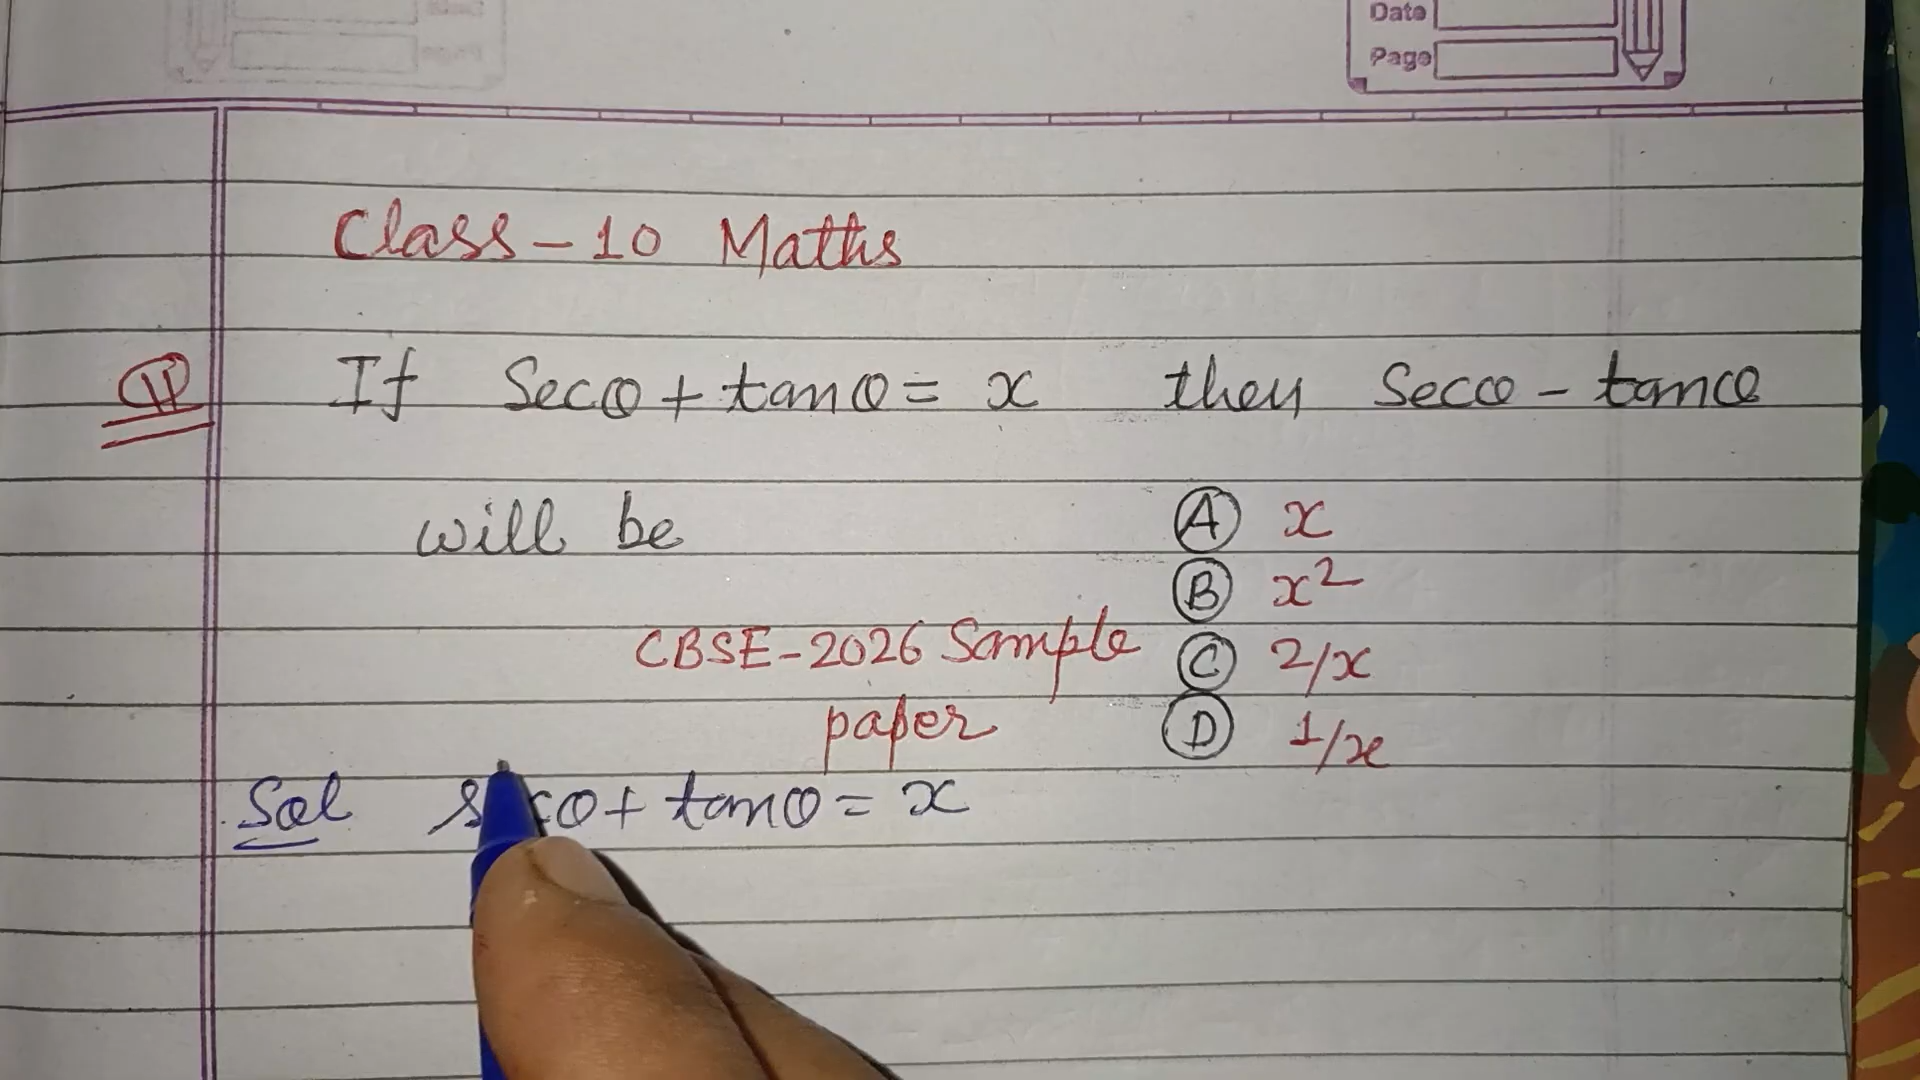 Date
Page
Class-10 Maths
If Secθ + tanθ = x then Secθ - tanθ
will be
Ⓐ x
Ⓑ x²
CBSE-2026 Sample
paper
Ⓒ 2/x
Ⓓ 1/x
Sol secθ + tanθ = x